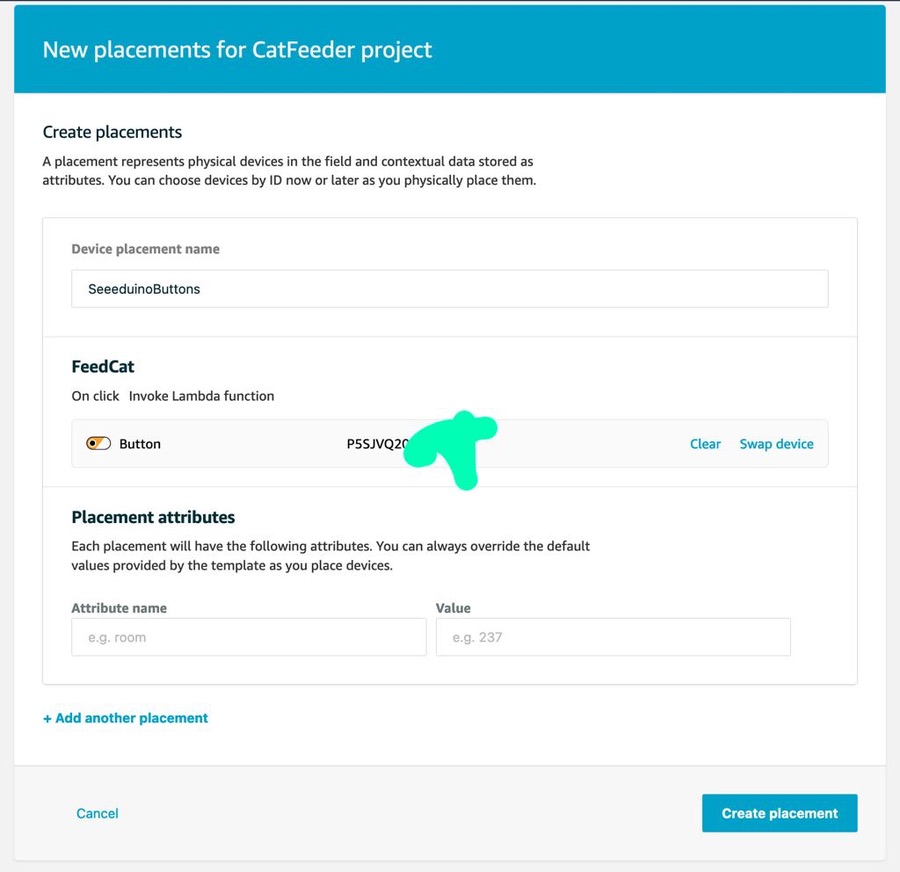 New placements for CatFeeder project
Create placements
A placement represents physical devices in the field and contextual data stored as
attributes. You can choose devices by ID now or later as you physically place them.
Device placement name
SeeeduinoButtons
FeedCat
On click Invoke Lambda function
Button P5SJVQ20 Clear Swap device
Placement attributes
Each placement will have the following attributes. You can always override the default
values provided by the template as you place devices.
Attribute name Value
e.g. room e.g. 237
+ Add another placement
Cancel Create placement